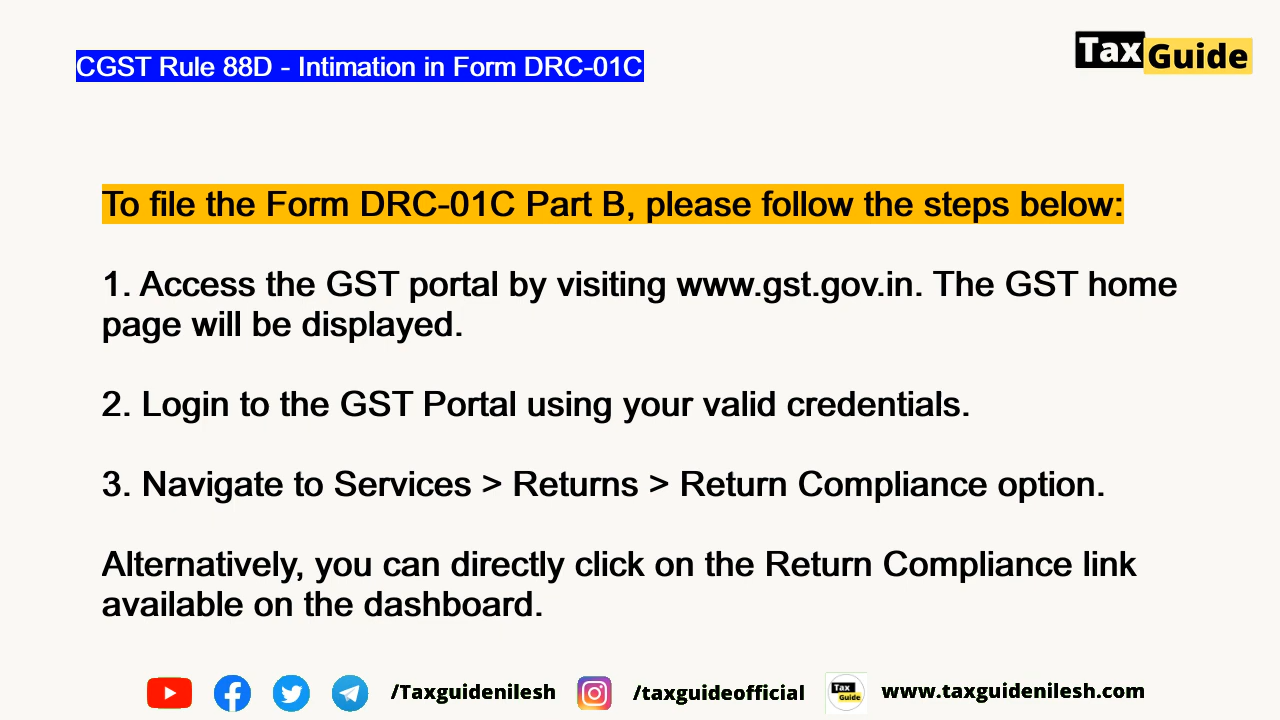 CGST Rule 88D - Intimation in Form DRC-01C
Tax Guide
To file the Form DRC-01C Part B, please follow the steps below:
1. Access the GST portal by visiting www.gst.gov.in. The GST home
page will be displayed.
2. Login to the GST Portal using your valid credentials.
3. Navigate to Services > Returns > Return Compliance option.
Alternatively, you can directly click on the Return Compliance link
available on the dashboard.
/Taxguidenilesh /taxguideofficial Tax Guide www.taxguidenilesh.com